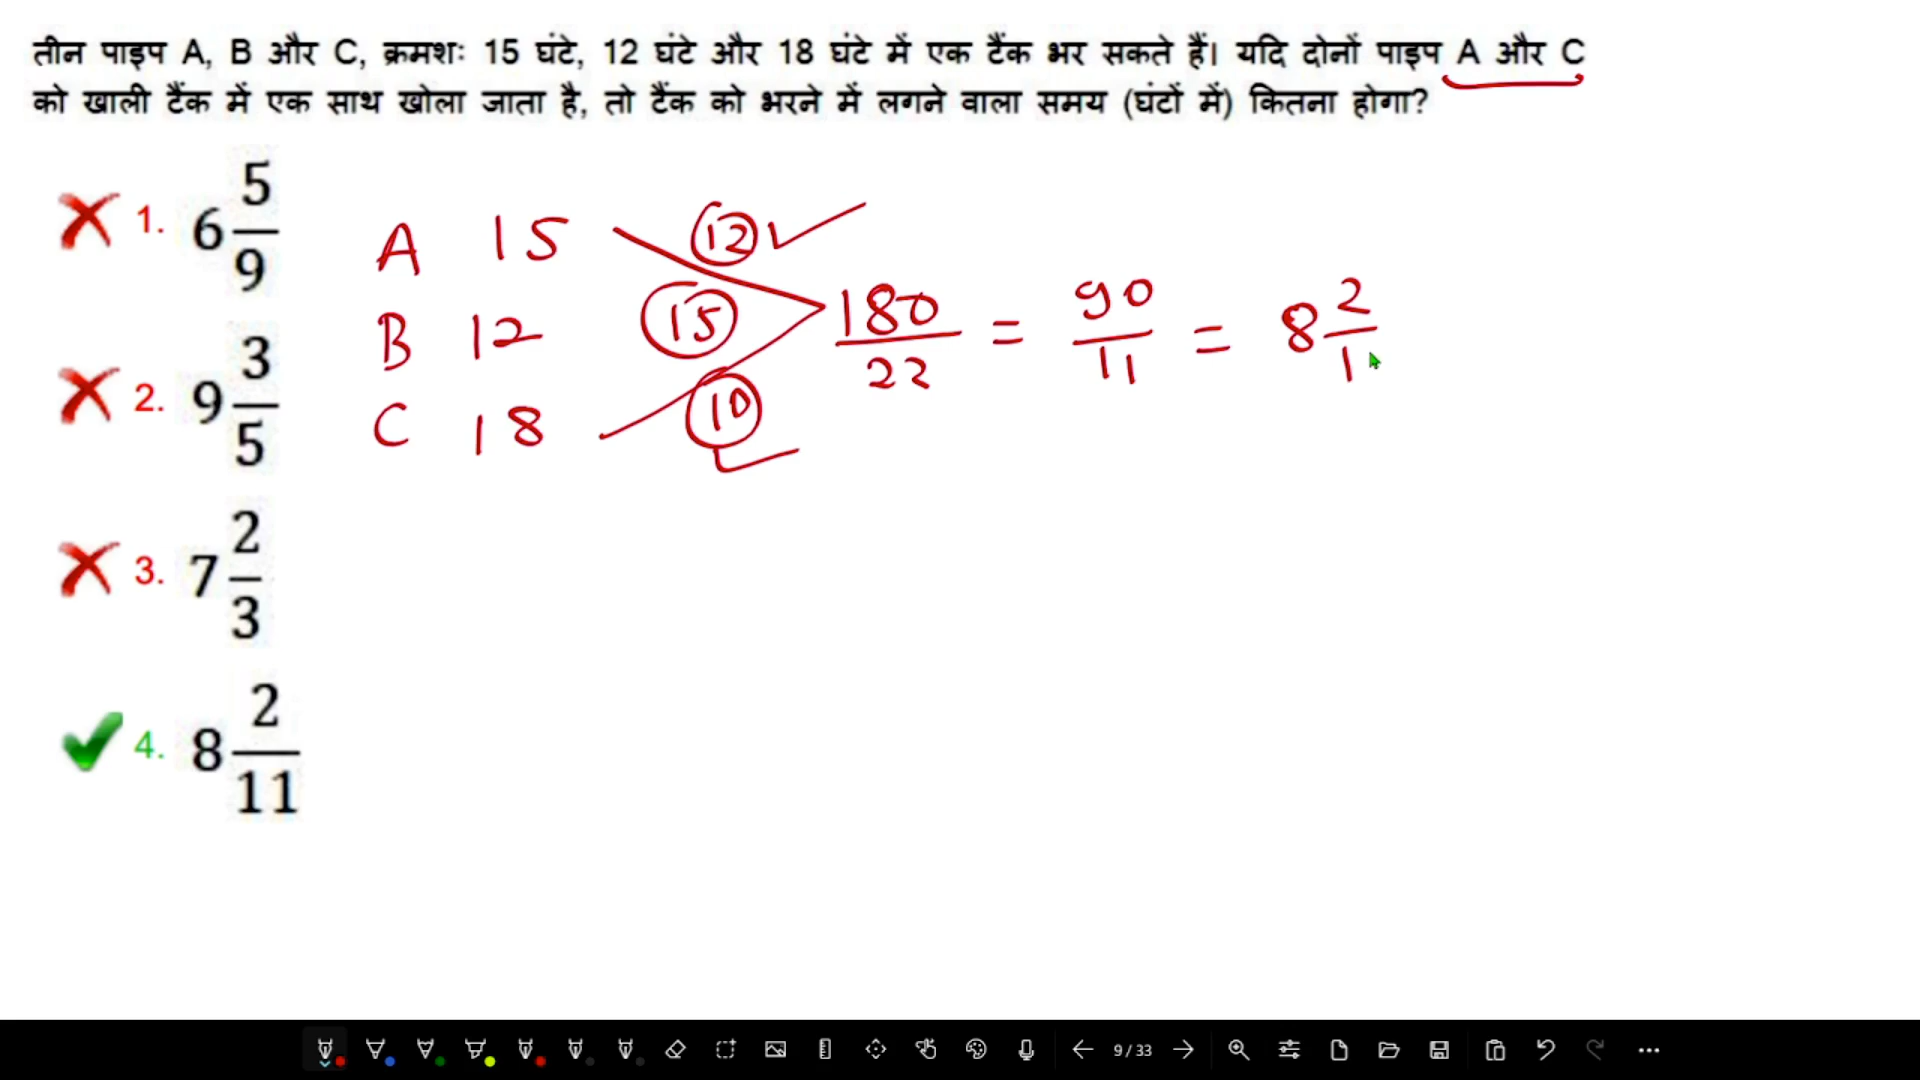 तीन पाइप A, B और C, क्रमशः 15 घंटे, 12 घंटे और 18 घंटे में एक टैंक भर सकते हैं। यदि दोनों पाइप A और C
को खाली टैंक में एक साथ खोला जाता है, तो टैंक को भरने में लगने वाला समय (घंटों में) कितना होगा?
1. 6 5/9
2. 9 3/5
3. 7 2/3
4. 8 2/11
A 15 12
B 12 15 180/22 = 90/11 = 8 2/1
C 18 10
9 / 33